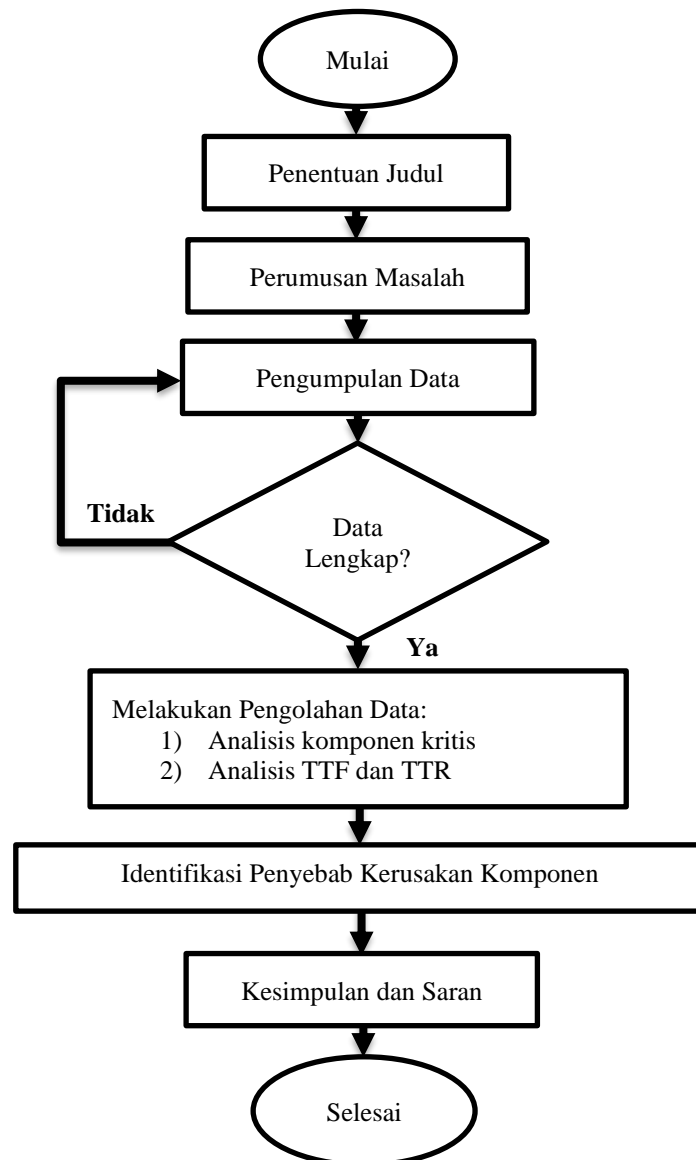 Mulai
Penentuan Judul
Perumusan Masalah
Pengumpulan Data
Tidak
Data
Lengkap?
Ya
Melakukan Pengolahan Data:
1) Analisis komponen kritis
2) Analisis TTF dan TTR
Identifikasi Penyebab Kerusakan Komponen
Kesimpulan dan Saran
Selesai